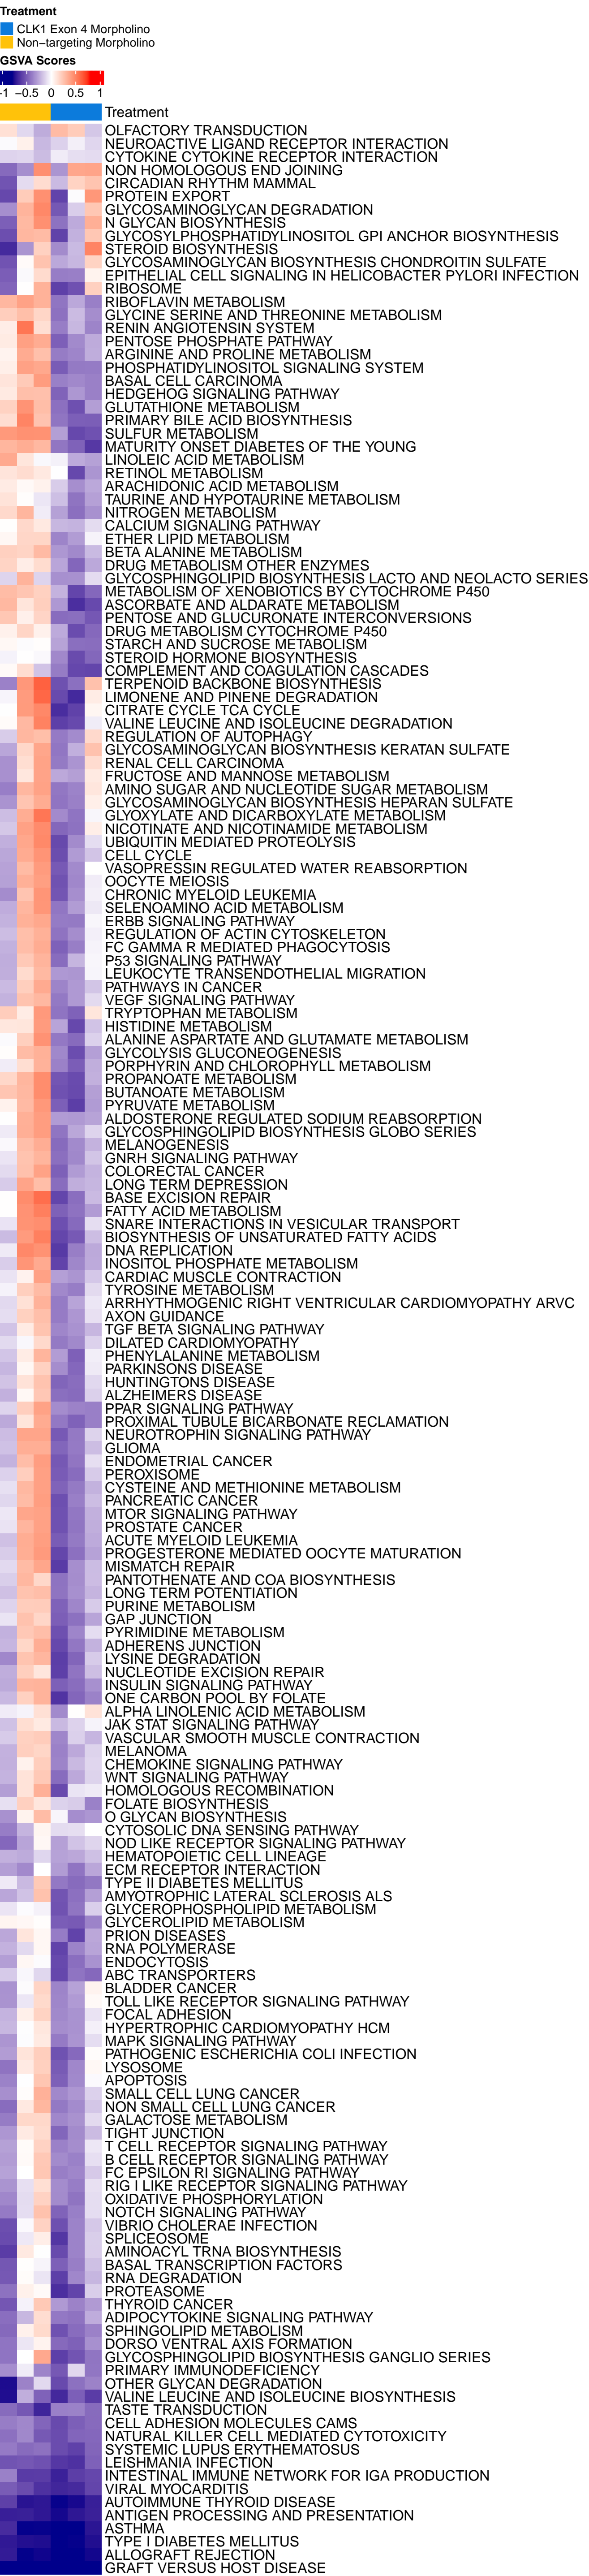 Treatment
CLK1 Exon 4 Morpholino
Non−targeting Morpholino
GSVA Scores
-1 −0.5 0 0.5 1
Treatment
OLFACTORY TRANSDUCTION
NEUROACTIVE LIGAND RECEPTOR INTERACTION
CYTOKINE CYTOKINE RECEPTOR INTERACTION
NON HOMOLOGOUS END JOINING
CIRCADIAN RHYTHM MAMMAL
PROTEIN EXPORT
GLYCOSAMINOGLYCAN DEGRADATION
N GLYCAN BIOSYNTHESIS
GLYCOSYLPHOSPHATIDYLINOSITOL GPI ANCHOR BIOSYNTHESIS
STEROID BIOSYNTHESIS
GLYCOSAMINOGLYCAN BIOSYNTHESIS CHONDROITIN SULFATE
EPITHELIAL CELL SIGNALING IN HELICOBACTER PYLORI INFECTION
RIBOSOME
RIBOFLAVIN METABOLISM
GLYCINE SERINE AND THREONINE METABOLISM
RENIN ANGIOTENSIN SYSTEM
PENTOSE PHOSPHATE PATHWAY
ARGININE AND PROLINE METABOLISM
PHOSPHATIDYLINOSITOL SIGNALING SYSTEM
BASAL CELL CARCINOMA
HEDGEHOG SIGNALING PATHWAY
GLUTATHIONE METABOLISM
PRIMARY BILE ACID BIOSYNTHESIS
SULFUR METABOLISM
MATURITY ONSET DIABETES OF THE YOUNG
LINOLEIC ACID METABOLISM
RETINOL METABOLISM
ARACHIDONIC ACID METABOLISM
TAURINE AND HYPOTAURINE METABOLISM
NITROGEN METABOLISM
CALCIUM SIGNALING PATHWAY
ETHER LIPID METABOLISM
BETA ALANINE METABOLISM
DRUG METABOLISM OTHER ENZYMES
GLYCOSPHINGOLIPID BIOSYNTHESIS LACTO AND NEOLACTO SERIES
METABOLISM OF XENOBIOTICS BY CYTOCHROME P450
ASCORBATE AND ALDARATE METABOLISM
PENTOSE AND GLUCURONATE INTERCONVERSIONS
DRUG METABOLISM CYTOCHROME P450
STARCH AND SUCROSE METABOLISM
STEROID HORMONE BIOSYNTHESIS
COMPLEMENT AND COAGULATION CASCADES
TERPENOID BACKBONE BIOSYNTHESIS
LIMONENE AND PINENE DEGRADATION
CITRATE CYCLE TCA CYCLE
VALINE LEUCINE AND ISOLEUCINE DEGRADATION
REGULATION OF AUTOPHAGY
GLYCOSAMINOGLYCAN BIOSYNTHESIS KERATAN SULFATE
RENAL CELL CARCINOMA
FRUCTOSE AND MANNOSE METABOLISM
AMINO SUGAR AND NUCLEOTIDE SUGAR METABOLISM
GLYCOSAMINOGLYCAN BIOSYNTHESIS HEPARAN SULFATE
GLYOXYLATE AND DICARBOXYLATE METABOLISM
NICOTINATE AND NICOTINAMIDE METABOLISM
UBIQUITIN MEDIATED PROTEOLYSIS
CELL CYCLE
VASOPRESSIN REGULATED WATER REABSORPTION
OOCYTE MEIOSIS
CHRONIC MYELOID LEUKEMIA
SELENOAMINO ACID METABOLISM
ERBB SIGNALING PATHWAY
REGULATION OF ACTIN CYTOSKELETON
FC GAMMA R MEDIATED PHAGOCYTOSIS
P53 SIGNALING PATHWAY
LEUKOCYTE TRANSENDOTHELIAL MIGRATION
PATHWAYS IN CANCER
VEGF SIGNALING PATHWAY
TRYPTOPHAN METABOLISM
HISTIDINE METABOLISM
ALANINE ASPARTATE AND GLUTAMATE METABOLISM
GLYCOLYSIS GLUCONEOGENESIS
PORPHYRIN AND CHLOROPHYLL METABOLISM
PROPANOATE METABOLISM
BUTANOATE METABOLISM
PYRUVATE METABOLISM
ALDOSTERONE REGULATED SODIUM REABSORPTION
GLYCOSPHINGOLIPID BIOSYNTHESIS GLOBO SERIES
MELANOGENESIS
GNRH SIGNALING PATHWAY
COLORECTAL CANCER
LONG TERM DEPRESSION
BASE EXCISION REPAIR
FATTY ACID METABOLISM
SNARE INTERACTIONS IN VESICULAR TRANSPORT
BIOSYNTHESIS OF UNSATURATED FATTY ACIDS
DNA REPLICATION
INOSITOL PHOSPHATE METABOLISM
CARDIAC MUSCLE CONTRACTION
TYROSINE METABOLISM
ARRHYTHMOGENIC RIGHT VENTRICULAR CARDIOMYOPATHY ARVC
AXON GUIDANCE
TGF BETA SIGNALING PATHWAY
DILATED CARDIOMYOPATHY
PHENYLALANINE METABOLISM
PARKINSONS DISEASE
HUNTINGTONS DISEASE
ALZHEIMERS DISEASE
PPAR SIGNALING PATHWAY
PROXIMAL TUBULE BICARBONATE RECLAMATION
NEUROTROPHIN SIGNALING PATHWAY
GLIOMA
ENDOMETRIAL CANCER
PEROXISOME
CYSTEINE AND METHIONINE METABOLISM
PANCREATIC CANCER
MTOR SIGNALING PATHWAY
PROSTATE CANCER
ACUTE MYELOID LEUKEMIA
PROGESTERONE MEDIATED OOCYTE MATURATION
MISMATCH REPAIR
PANTOTHENATE AND COA BIOSYNTHESIS
LONG TERM POTENTIATION
PURINE METABOLISM
GAP JUNCTION
PYRIMIDINE METABOLISM
ADHERENS JUNCTION
LYSINE DEGRADATION
NUCLEOTIDE EXCISION REPAIR
INSULIN SIGNALING PATHWAY
ONE CARBON POOL BY FOLATE
ALPHA LINOLENIC ACID METABOLISM
JAK STAT SIGNALING PATHWAY
VASCULAR SMOOTH MUSCLE CONTRACTION
MELANOMA
CHEMOKINE SIGNALING PATHWAY
WNT SIGNALING PATHWAY
HOMOLOGOUS RECOMBINATION
FOLATE BIOSYNTHESIS
O GLYCAN BIOSYNTHESIS
CYTOSOLIC DNA SENSING PATHWAY
NOD LIKE RECEPTOR SIGNALING PATHWAY
HEMATOPOIETIC CELL LINEAGE
ECM RECEPTOR INTERACTION
TYPE II DIABETES MELLITUS
AMYOTROPHIC LATERAL SCLEROSIS ALS
GLYCEROPHOSPHOLIPID METABOLISM
GLYCEROLIPID METABOLISM
PRION DISEASES
RNA POLYMERASE
ENDOCYTOSIS
ABC TRANSPORTERS
BLADDER CANCER
TOLL LIKE RECEPTOR SIGNALING PATHWAY
FOCAL ADHESION
HYPERTROPHIC CARDIOMYOPATHY HCM
MAPK SIGNALING PATHWAY
PATHOGENIC ESCHERICHIA COLI INFECTION
LYSOSOME
APOPTOSIS
SMALL CELL LUNG CANCER
NON SMALL CELL LUNG CANCER
GALACTOSE METABOLISM
TIGHT JUNCTION
T CELL RECEPTOR SIGNALING PATHWAY
B CELL RECEPTOR SIGNALING PATHWAY
FC EPSILON RI SIGNALING PATHWAY
RIG I LIKE RECEPTOR SIGNALING PATHWAY
OXIDATIVE PHOSPHORYLATION
NOTCH SIGNALING PATHWAY
VIBRIO CHOLERAE INFECTION
SPLICEOSOME
AMINOACYL TRNA BIOSYNTHESIS
BASAL TRANSCRIPTION FACTORS
RNA DEGRADATION
PROTEASOME
THYROID CANCER
ADIPOCYTOKINE SIGNALING PATHWAY
SPHINGOLIPID METABOLISM
DORSO VENTRAL AXIS FORMATION
GLYCOSPHINGOLIPID BIOSYNTHESIS GANGLIO SERIES
PRIMARY IMMUNODEFICIENCY
OTHER GLYCAN DEGRADATION
VALINE LEUCINE AND ISOLEUCINE BIOSYNTHESIS
TASTE TRANSDUCTION
CELL ADHESION MOLECULES CAMS
NATURAL KILLER CELL MEDIATED CYTOTOXICITY
SYSTEMIC LUPUS ERYTHEMATOSUS
LEISHMANIA INFECTION
INTESTINAL IMMUNE NETWORK FOR IGA PRODUCTION
VIRAL MYOCARDITIS
AUTOIMMUNE THYROID DISEASE
ANTIGEN PROCESSING AND PRESENTATION
ASTHMA
TYPE I DIABETES MELLITUS
ALLOGRAFT REJECTION
GRAFT VERSUS HOST DISEASE